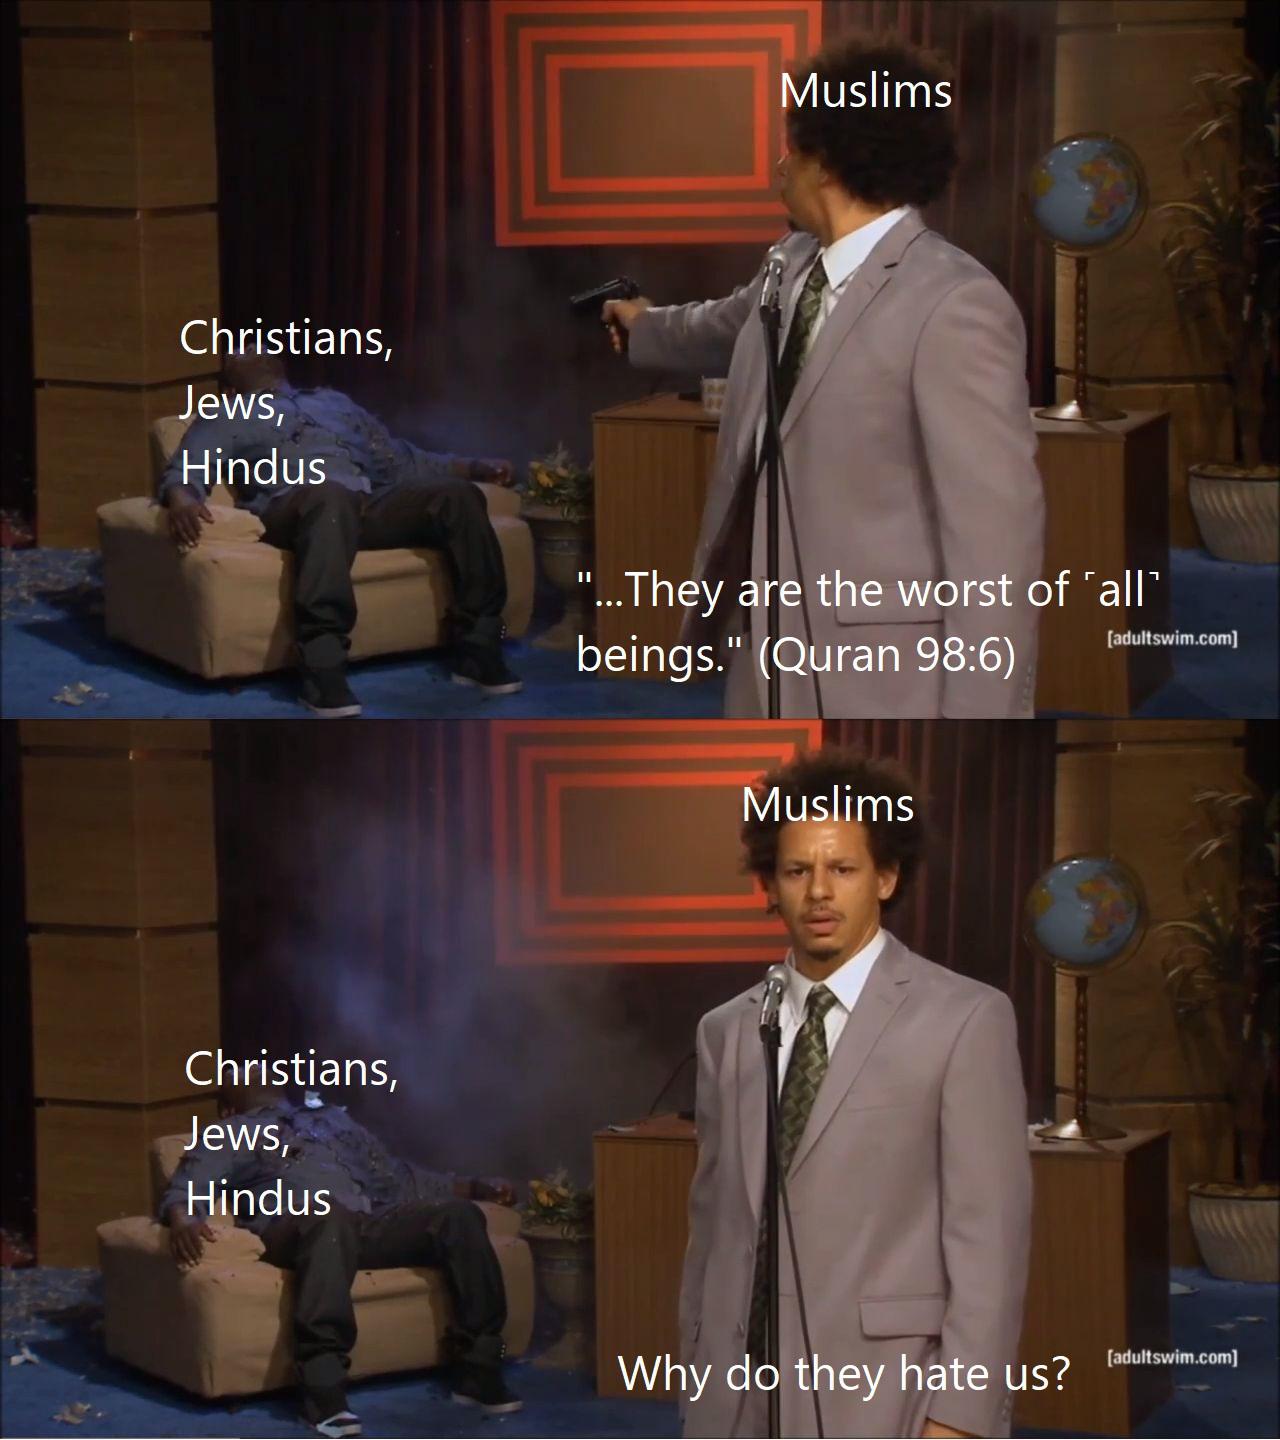 Muslims
Christians,
Jews,
Hindus
"...They are the worst of ⸢all⸣
beings." (Quran 98:6)
[adultswim.com]
Muslims
Christians,
Jews,
Hindus
Why do they hate us?
[adultswim.com]